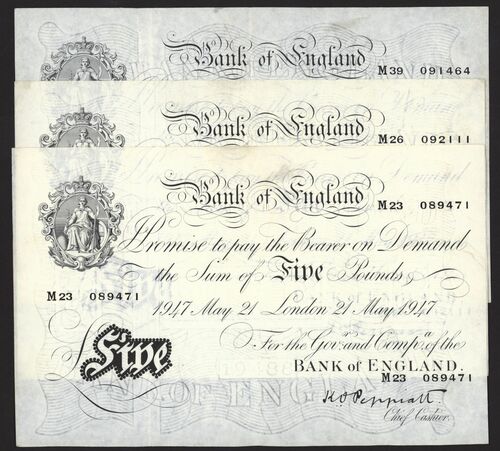 Bank of England
M39 091464
Bank of England
M26 092111
Bank of England
M23 089471
I Promise to pay the Bearer on Demand
the Sum of Five Pounds
M23 089471
1947 May 21 London 21 May 1947
For the Govr. and Compa. of the
Five
BANK OF ENGLAND.
M23 089471
K.O. Peppiatt.
Chief Cashier.
OF ENG